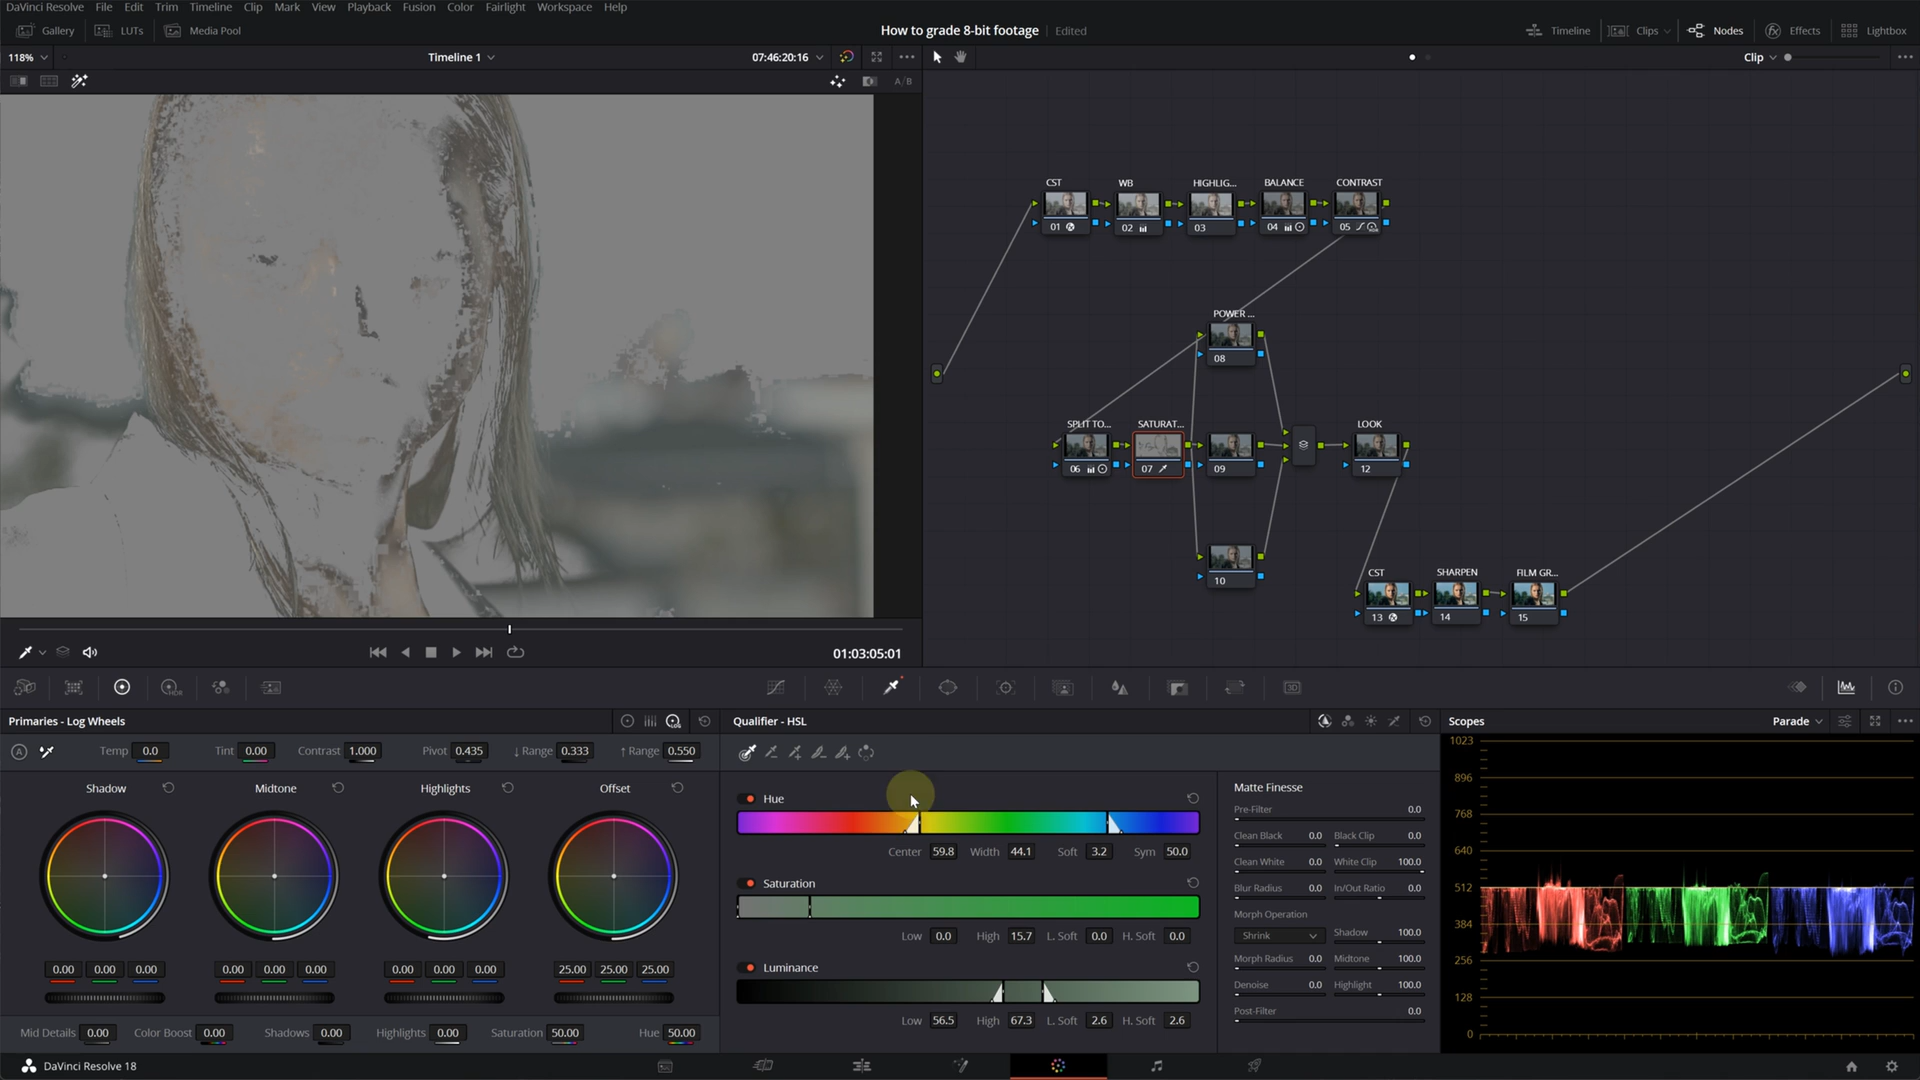 DaVinci Resolve File Edit Trim Timeline Clip Mark View Playback Fusion Color Fairlight Workspace Help
Gallery LUTs Media Pool How to grade 8-bit footage Edited Timeline Clips Nodes Effects Lightbox
118% Timeline 1 07:46:20:16 Clip
A/B
CST WB HIGHLIG... BALANCE CONTRAST
01 02 03 04 05
POWER ...
08
SPLIT TO... SATURAT... LOOK
06 07 09 12
10
CST SHARPEN FILM GR...
13 14 15
01:03:05:01
HDR 3D
Primaries - Log Wheels Qualifier - HSL Scopes Parade
A Temp 0.0 Tint 0.00 Contrast 1.000 Pivot 0.435 ↓ Range 0.333 ↑ Range 0.550
Shadow Midtone Highlights Offset
0.00 0.00 0.00 0.00 0.00 0.00 0.00 0.00 0.00 25.00 25.00 25.00
Mid Details 0.00 Color Boost 0.00 Shadows 0.00 Highlights 0.00 Saturation 50.00 Hue 50.00
Hue
Center 59.8 Width 44.1 Soft 3.2 Sym 50.0
Saturation
Low 0.0 High 15.7 L. Soft 0.0 H. Soft 0.0
Luminance
Low 56.5 High 67.3 L. Soft 2.6 H. Soft 2.6
Matte Finesse
Pre-Filter 0.0
Clean Black 0.0 Black Clip 0.0
Clean White 0.0 White Clip 100.0
Blur Radius 0.0 In/Out Ratio 0.0
Morph Operation
Shrink Shadow 100.0
Morph Radius 0.0 Midtone 100.0
Denoise 0.0 Highlight 100.0
Post-Filter 0.0
1023
896
768
640
512
384
256
128
0
DaVinci Resolve 18